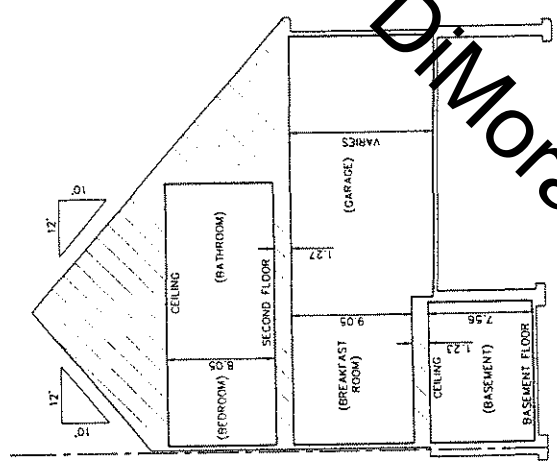 10"
12"
12"
10"
CEILING
(BEDROOM)
8.05
(BATHROOM)
SECOND FLOOR
1.27
VARIES
(GARAGE)
9.05
(BREAKFAST
ROOM)
1.23
CEILING
7.56
(BASEMENT)
BASEMENT FLOOR
DiMora